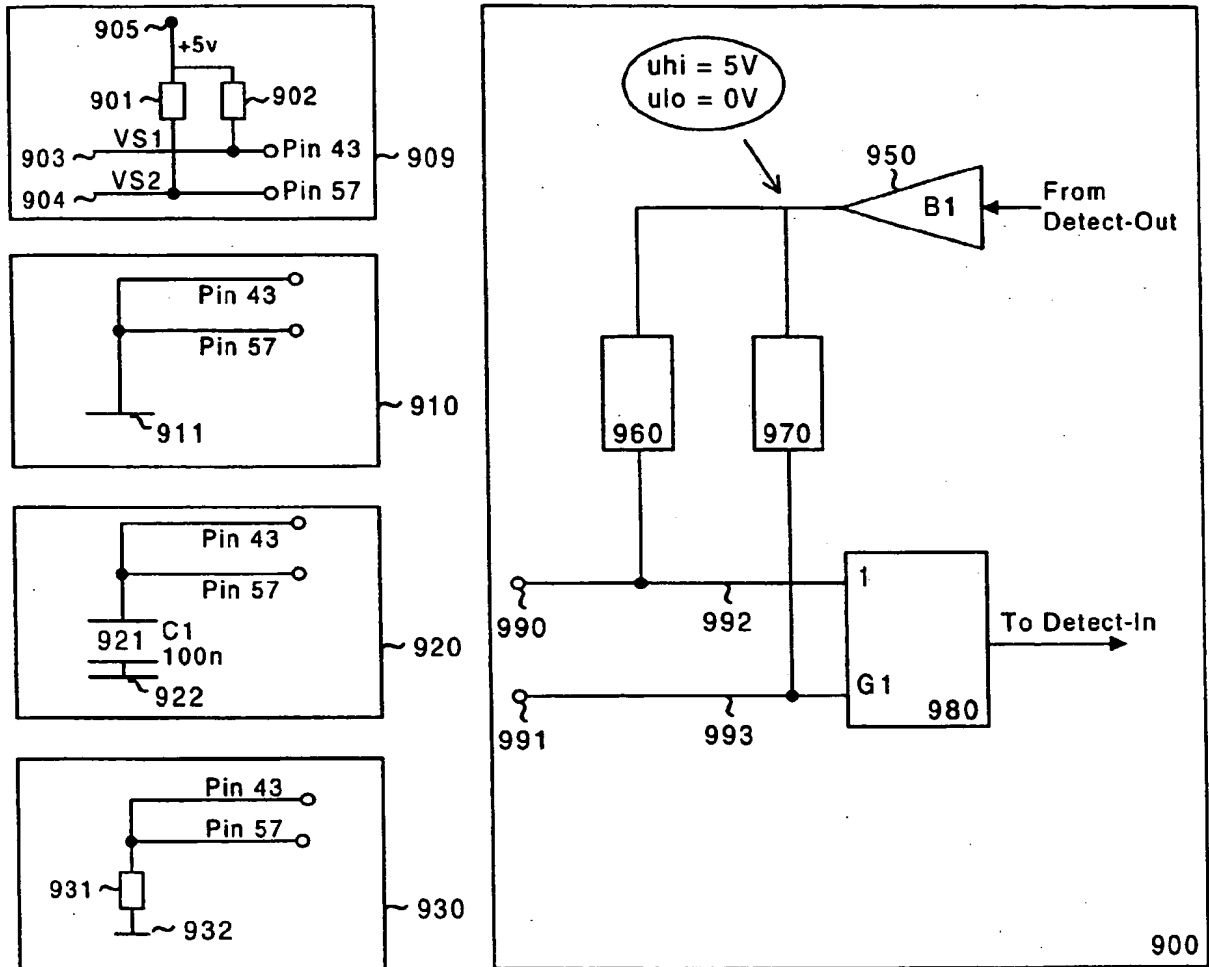 905
+5v
901
902
903
VS1
Pin 43
909
904
VS2
Pin 57
Pin 43
Pin 57
910
911
Pin 43
Pin 57
921
C1
100n
920
922
Pin 43
Pin 57
931
930
932
uhi = 5V
ulo = 0V
950
B1
From
Detect-Out
960
970
1
990
992
To Detect-In
G1
980
991
993
900